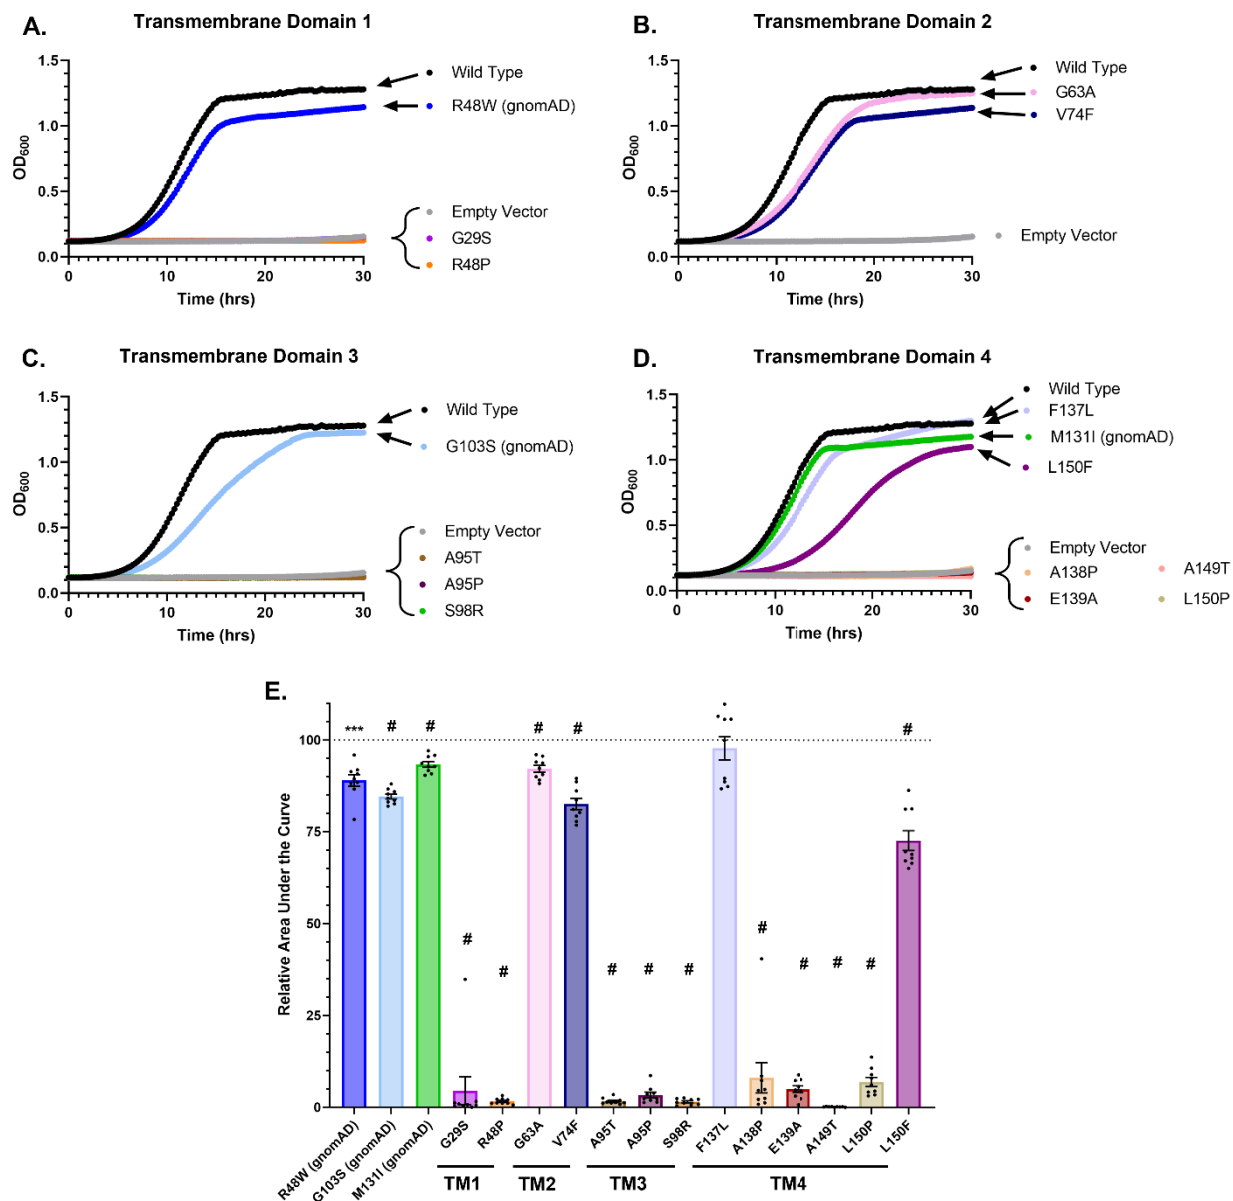 A.
Transmembrane Domain 1
OD600
1.5
1.0
0.5
0.0
0
10
20
30
Time (hrs)
Wild Type
R48W (gnomAD)
Empty Vector
G29S
R48P
B.
Transmembrane Domain 2
OD600
1.5
1.0
0.5
0.0
0
10
20
30
Time (hrs)
Wild Type
G63A
V74F
Empty Vector
C.
Transmembrane Domain 3
OD600
1.5
1.0
0.5
0.0
0
10
20
30
Time (hrs)
Wild Type
G103S (gnomAD)
Empty Vector
A95T
A95P
S98R
D.
Transmembrane Domain 4
OD600
1.5
1.0
0.5
0.0
0
10
20
30
Time (hrs)
Wild Type
F137L
M131I (gnomAD)
L150F
Empty Vector
A138P
A149T
E139A
L150P
E.
Relative Area Under the Curve
100
75
50
25
0
*** # # # # # # # # # # # # # #
R48W (gnomAD)
G103S (gnomAD)
M131I (gnomAD)
G29S
R48P
G63A
V74F
A95T
A95P
S98R
F137L
A138P
E139A
A149T
L150P
L150F
TM1
TM2
TM3
TM4